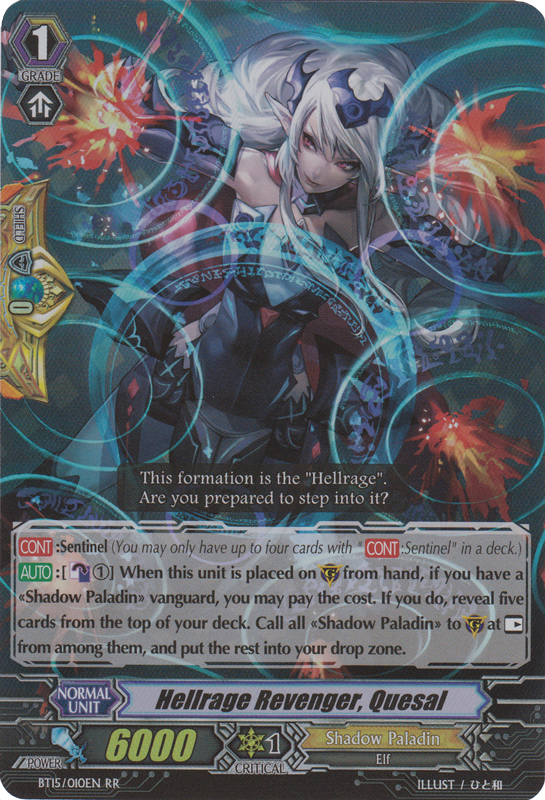 1
GRADE
SHIELD
0
This formation is the "Hellrage".
Are you prepared to step into it?
CONT :Sentinel (You may only have up to four cards with " CONT :Sentinel" in a deck.)
AUTO :[ ①] When this unit is placed on G from hand, if you have a
«Shadow Paladin» vanguard, you may pay the cost. If you do, reveal five
cards from the top of your deck. Call all «Shadow Paladin» to G at
from among them, and put the rest into your drop zone.
NORMAL
UNIT
Hellrage Revenger, Quesal
POWER
6000
1
CRITICAL
Shadow Paladin
Elf
BT15/010EN RR
ILLUST / ひと和